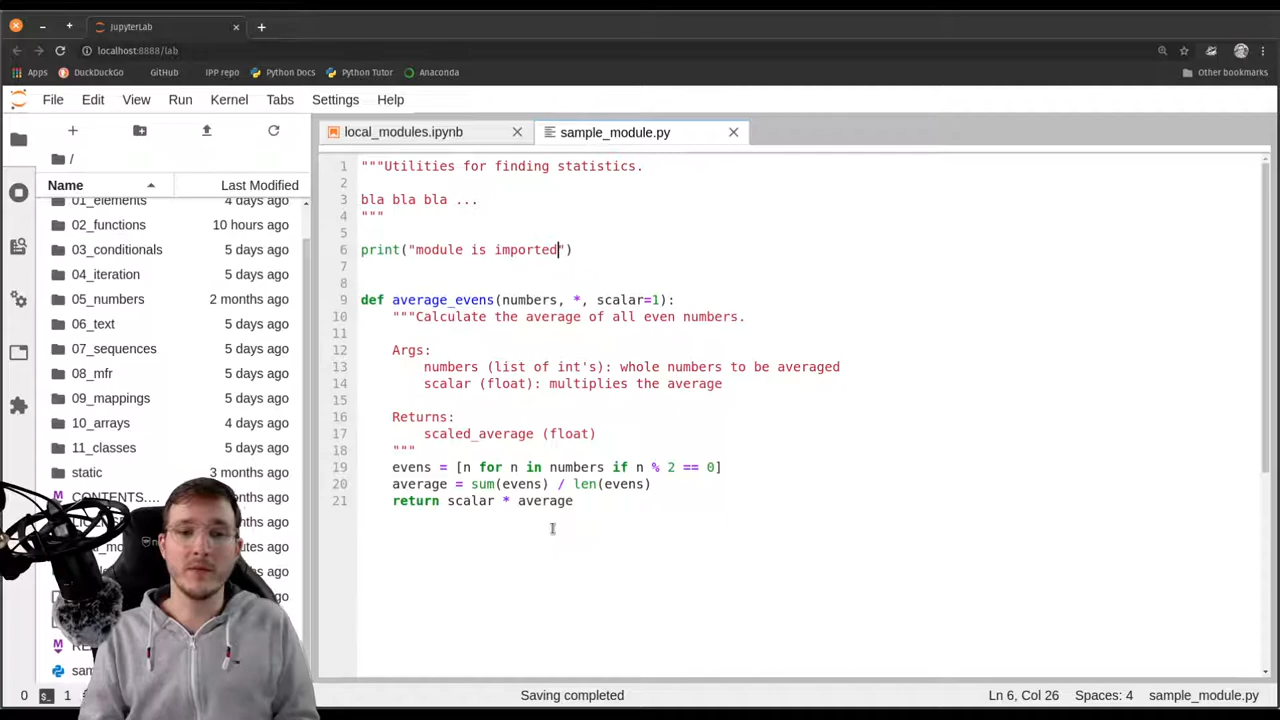 JupyterLab
localhost:8888/lab
Apps DuckDuckGo GitHub IPP repo Python Docs Python Tutor Anaconda Other bookmarks
File Edit View Run Kernel Tabs Settings Help
/
Name Last Modified
01_elements 4 days ago
02_functions 10 hours ago
03_conditionals 5 days ago
04_iteration 5 days ago
05_numbers 2 months ago
06_text 5 days ago
07_sequences 5 days ago
08_mfr 5 days ago
09_mappings 5 days ago
10_arrays 4 days ago
11_classes 5 days ago
static 3 months ago
CONTENTS....
ago
ago
ago
ago
ago
local_modules.ipynb sample_module.py
1 """Utilities for finding statistics.
2
3 bla bla bla ...
4 """
5
6 print("module is imported")
7
8
9 def average_evens(numbers, *, scalar=1):
10 """Calculate the average of all even numbers.
11
12 Args:
13 numbers (list of int's): whole numbers to be averaged
14 scalar (float): multiplies the average
15
16 Returns:
17 scaled_average (float)
18 """
19 evens = [n for n in numbers if n % 2 == 0]
20 average = sum(evens) / len(evens)
21 return scalar * average
0 $_ 1 Saving completed Ln 6, Col 26 Spaces: 4 sample_module.py